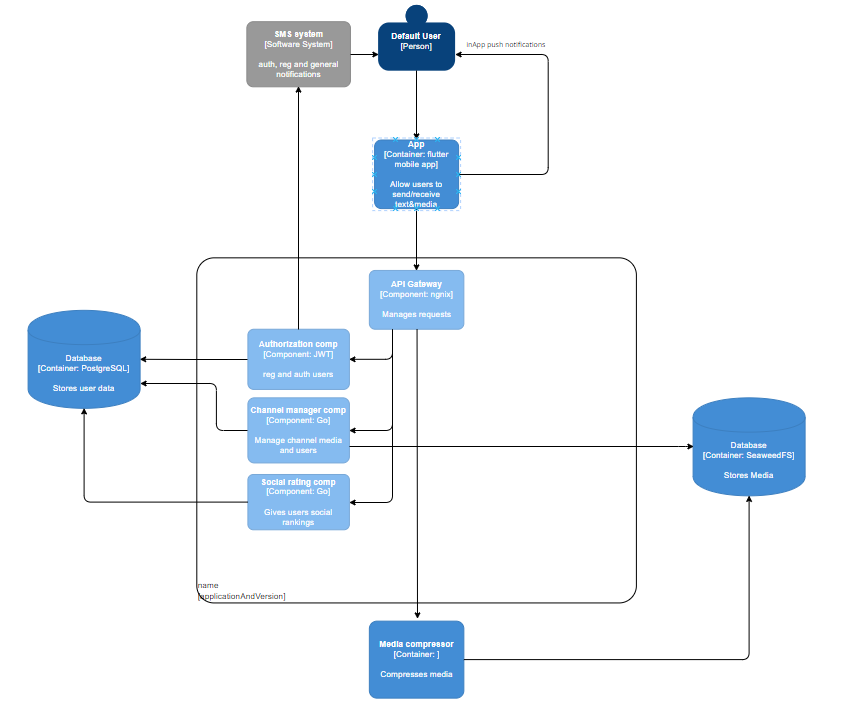 SMS system
[Software System]
auth, reg and general
notifications
Default User
[Person]
inApp push notifications
App
[Container: flutter
mobile app]
Allow users to
send/receive
text&media
API Gateway
[Component: ngnix]
Manages requests
Authorization comp
[Component: JWT]
reg and auth users
Database
[Container: PostgreSQL]
Stores user data
Channel manager comp
[Component: Go]
Manage channel media
and users
Database
[Container: SeaweedFS]
Stores Media
Social rating comp
[Component: Go]
Gives users social
rankings
name
[applicationAndVersion]
Media compressor
[Container: ]
Compresses media